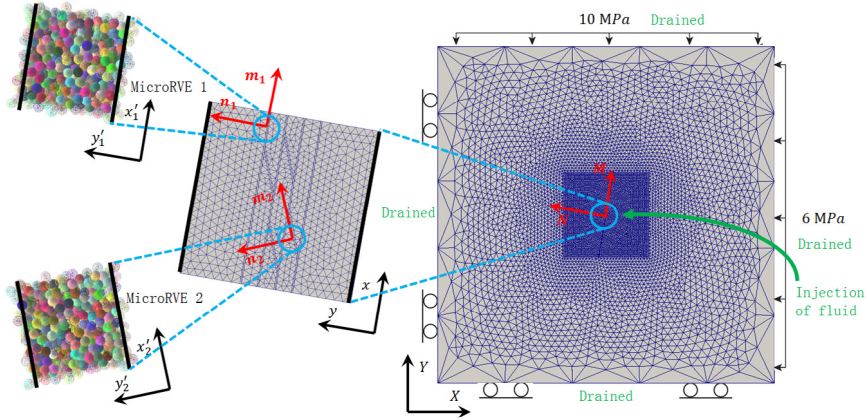 10 MPa Drained
MicroRVE 1
m₁
n₁
x′₁
y′₁
Drained
m₂
n₂
M
N
6 MPa
Drained
Injection
of fluid
MicroRVE 2
x
y
x′₂
y′₂
Y
X
Drained